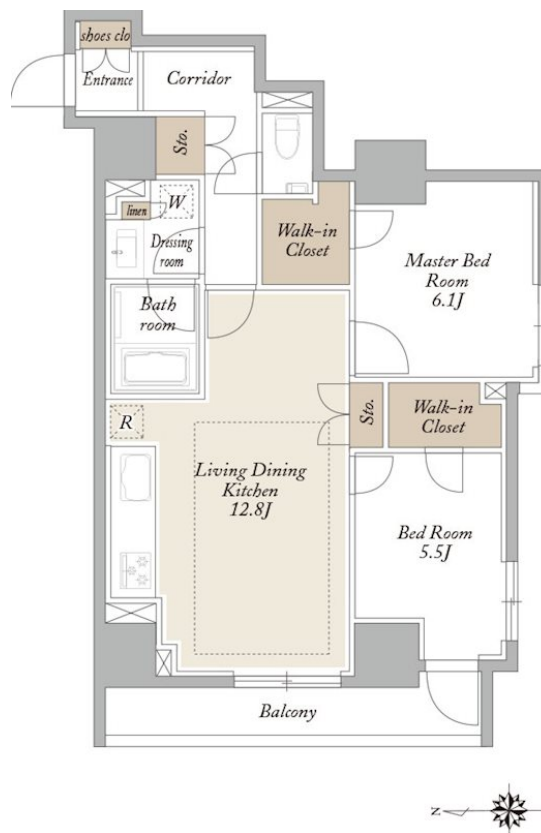 shoes clo
Entrance
Corridor
Sto.
linen
W
Dressing
room
Walk-in
Closet
Master Bed
Room
6.1J
Bath
room
R
Sto.
Walk-in
Closet
Living Dining
Kitchen
12.8J
Bed Room
5.5J
Balcony
N